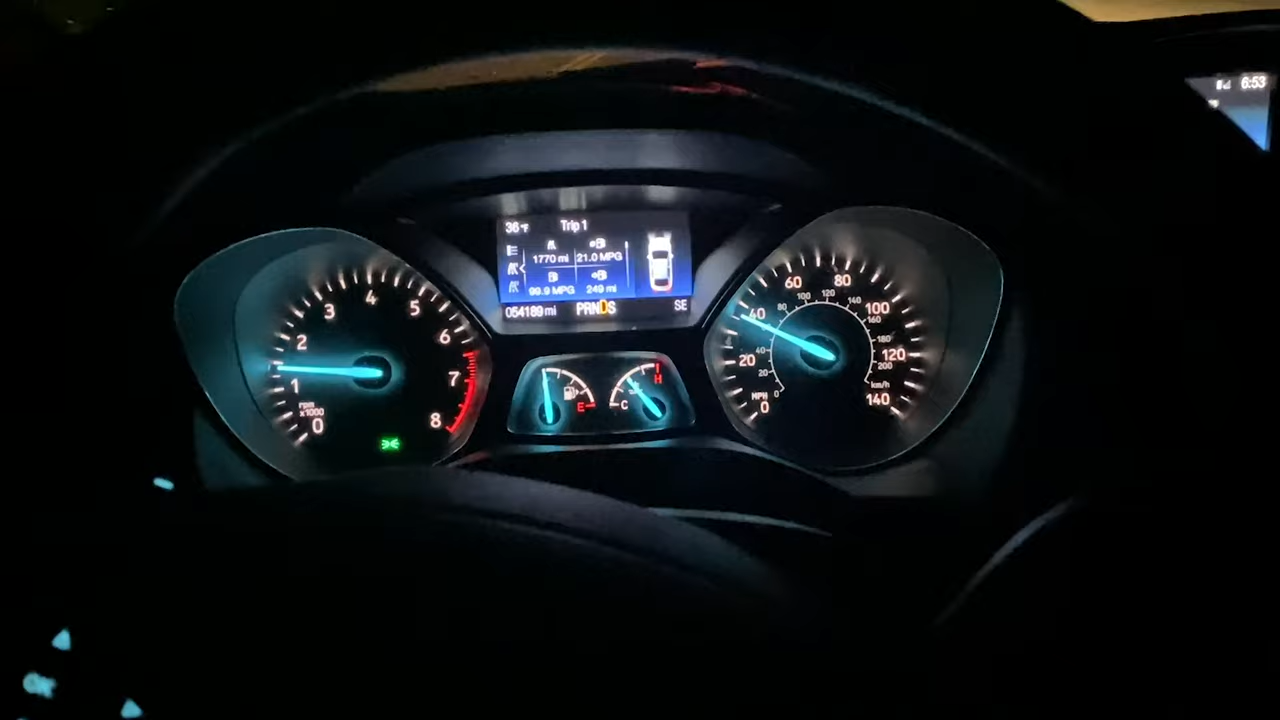 6:53
36°F Trip 1
1770 mi 21.0 MPG
99.9 MPG 249 mi
054189 mi PRNDS SE
0 1 2 3 4 5 6 7 8
rpm
x1000
E
C H
0 20 40 60 80 100 120 140
MPH
0 20 40 80 100 120 140 160 180 200
km/h
OK